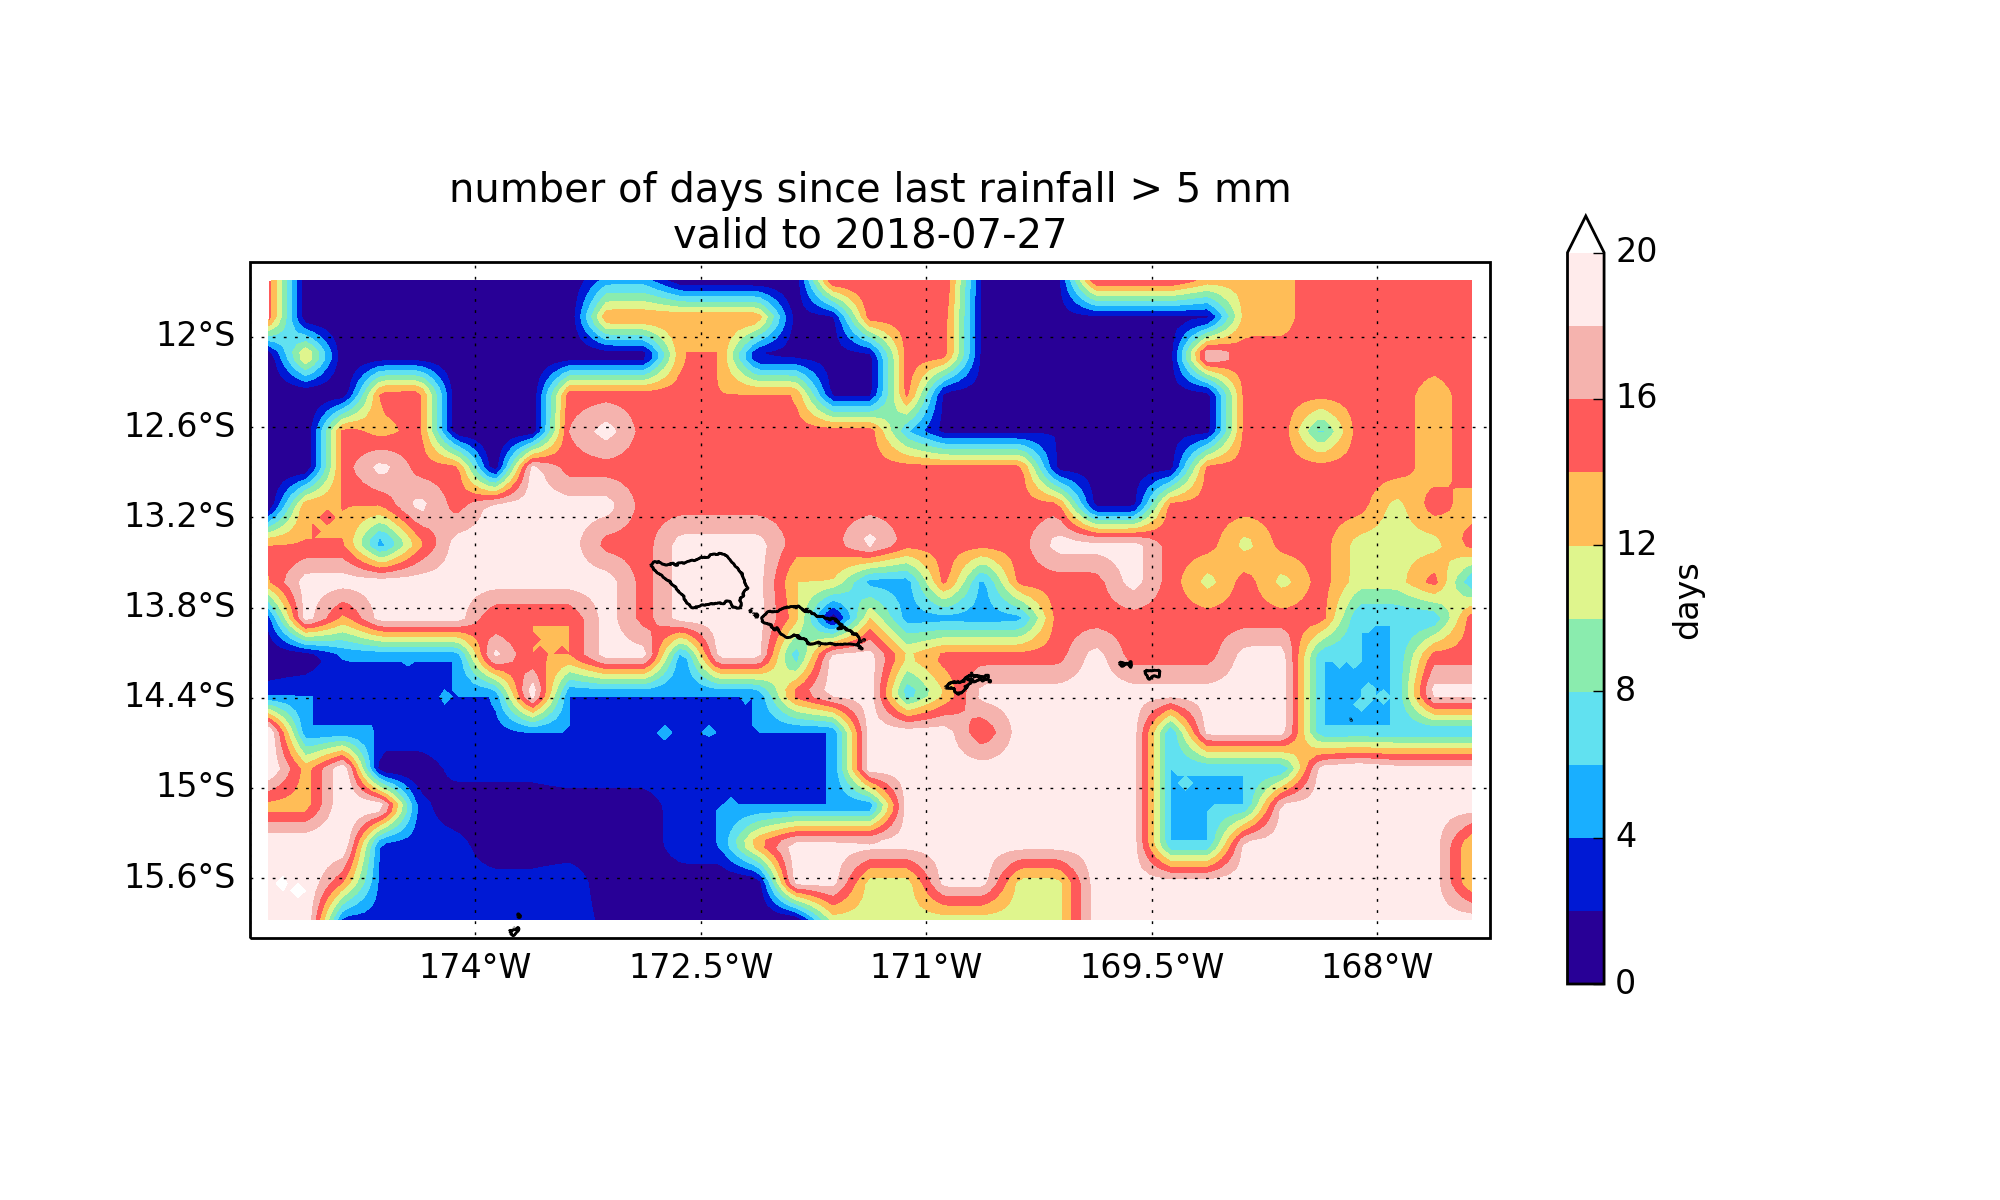 number of days since last rainfall > 5 mm
valid to 2018-07-27
12°S
12.6°S
13.2°S
13.8°S
14.4°S
15°S
15.6°S
174°W
172.5°W
171°W
169.5°W
168°W
20
16
12
8
4
0
days